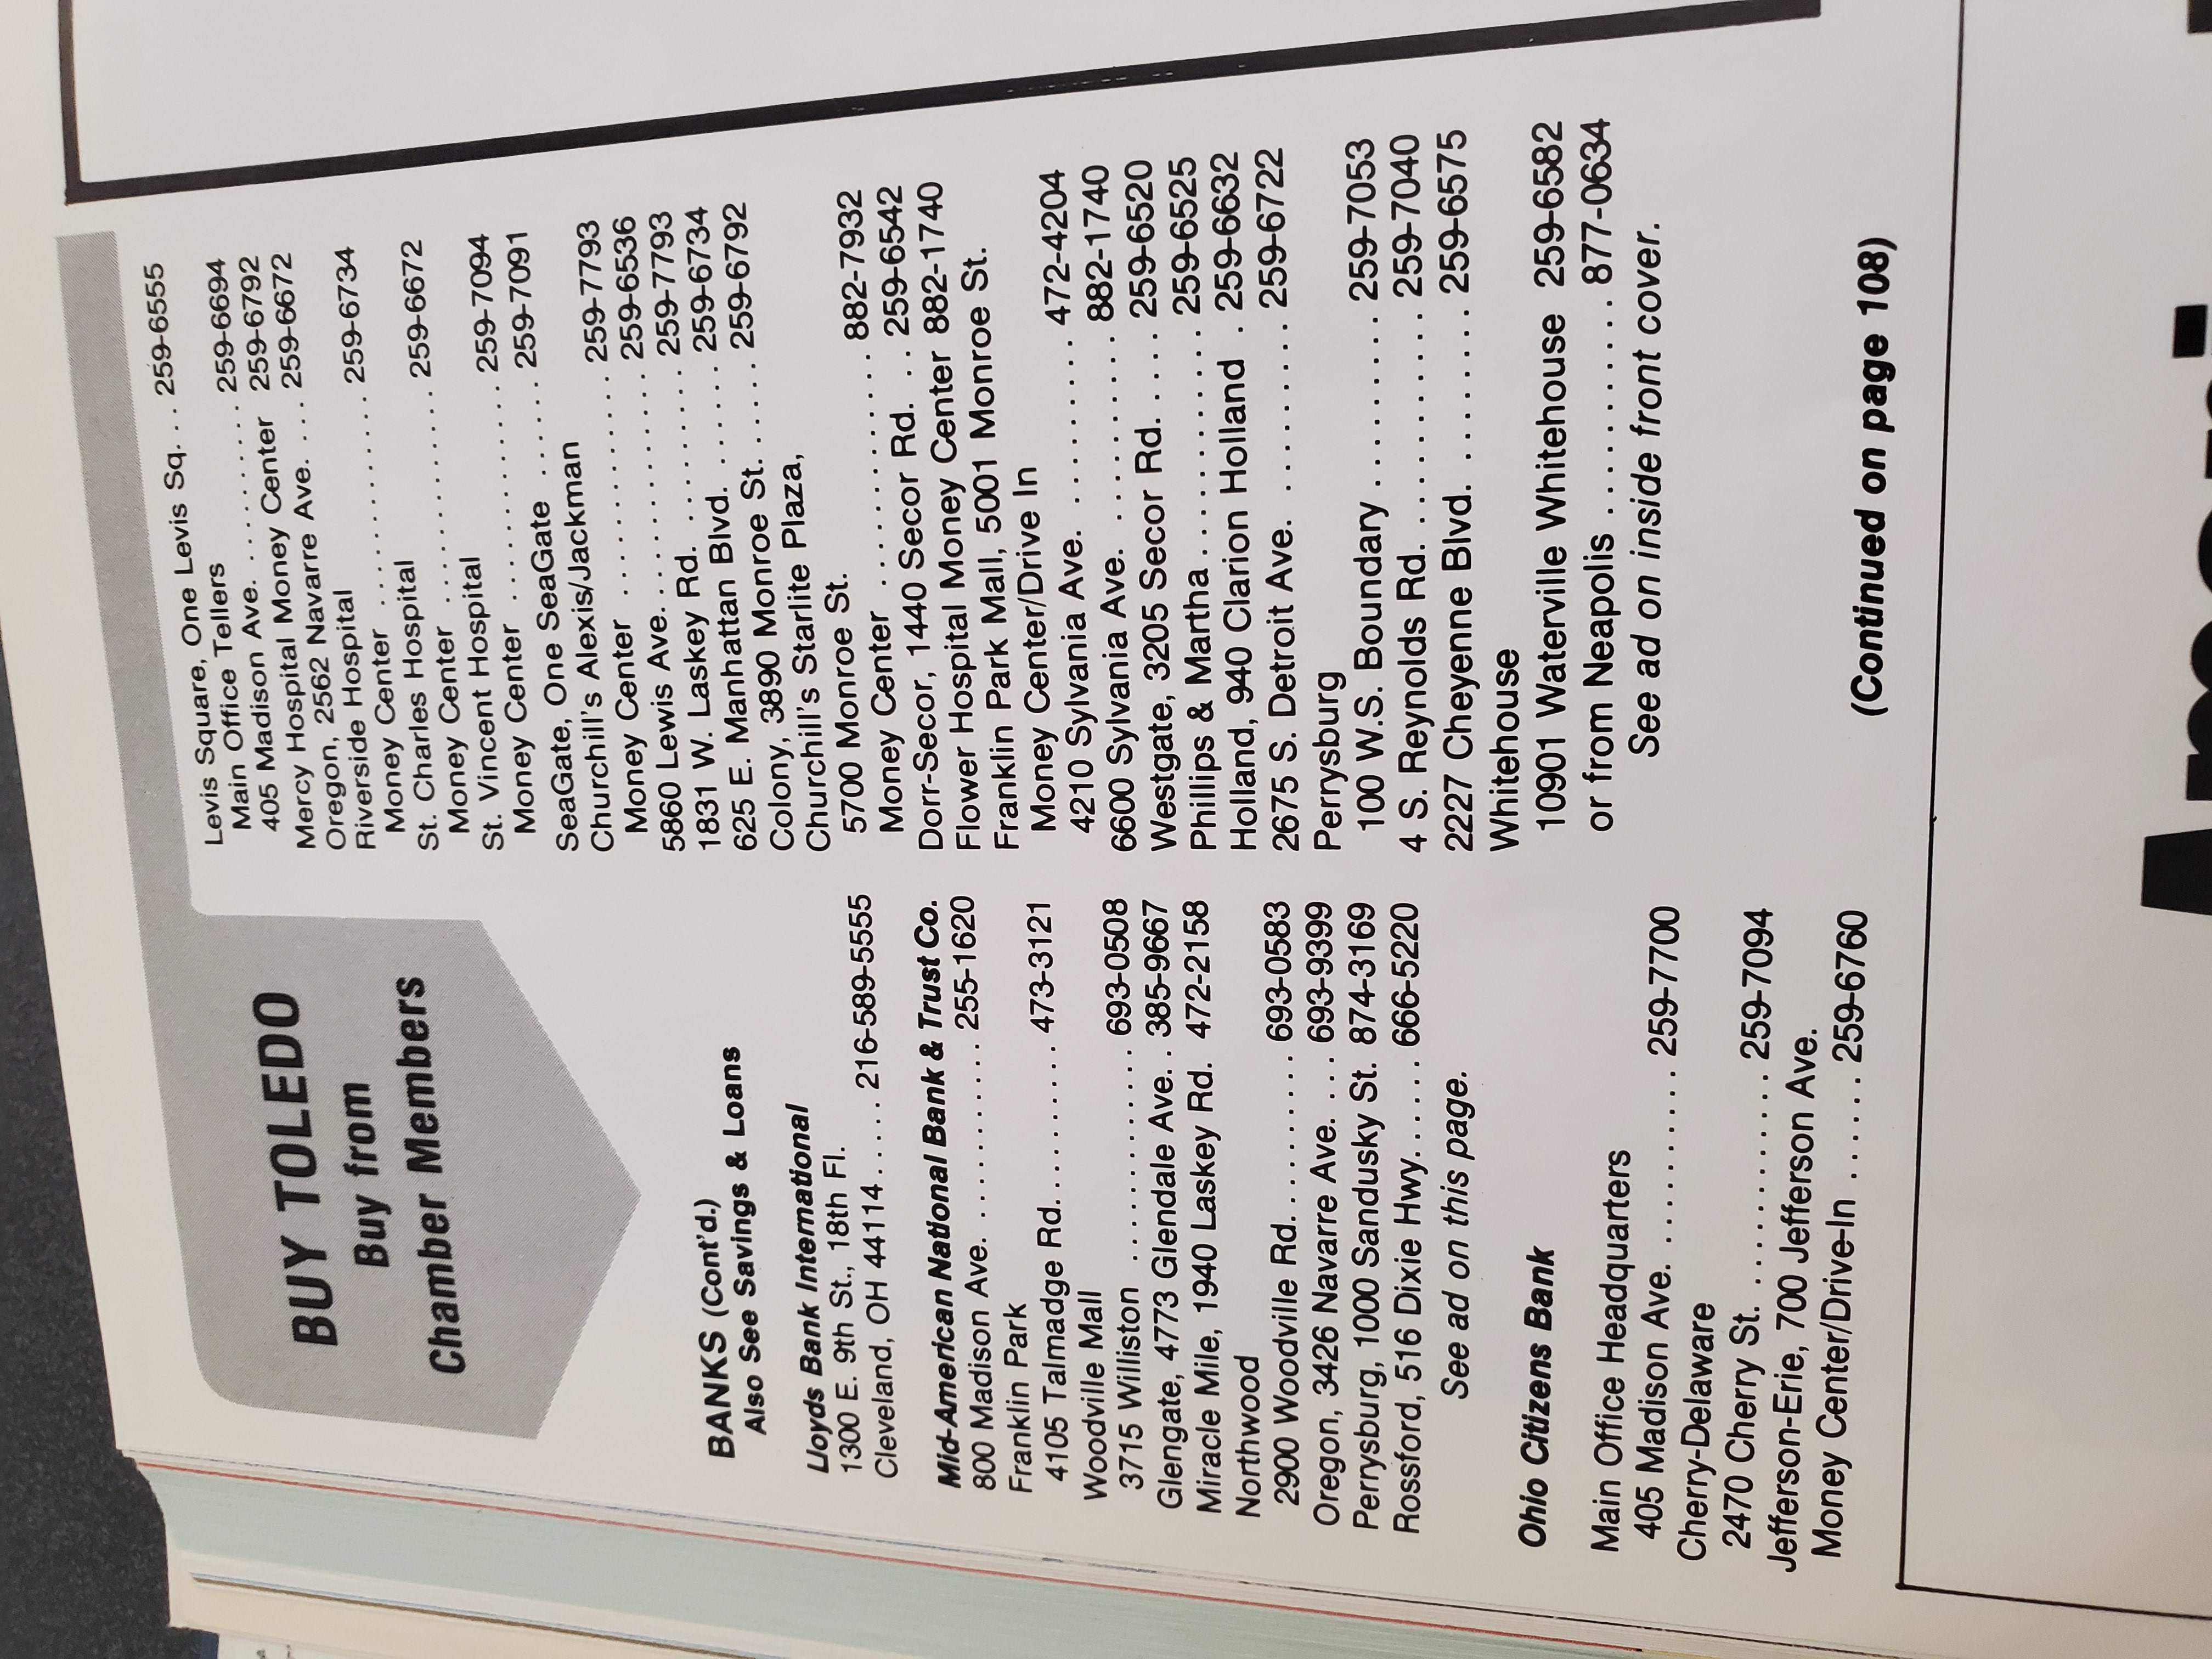 BUY TOLEDO
Buy from
Chamber Members
BANKS (Cont'd.)
Also See Savings & Loans
Lloyds Bank International
1300 E. 9th St., 18th Fl.
Cleveland, OH 44114 ..... 216-589-5555
Mid-American National Bank & Trust Co.
800 Madison Ave. ............ 255-1620
Franklin Park
4105 Talmadge Rd. ......... 473-3121
Woodville Mall
3715 Williston ............. 693-0508
Glengate, 4773 Glendale Ave. . 385-9667
Miracle Mile, 1940 Laskey Rd. 472-2158
Northwood
2900 Woodville Rd. ........ 693-0583
Oregon, 3426 Navarre Ave. .... 693-9399
Perrysburg, 1000 Sandusky St. 874-3169
Rossford, 516 Dixie Hwy. ..... 666-5220
See ad on this page.
Ohio Citizens Bank
Main Office Headquarters
405 Madison Ave. ........... 259-7700
Cherry-Delaware
2470 Cherry St. ............. 259-7094
Jefferson-Erie, 700 Jefferson Ave.
Money Center/Drive-In ...... 259-6760
Levis Square, One Levis Sq. ... 259-6555
Main Office Tellers
405 Madison Ave. .......... 259-6694
Mercy Hospital Money Center 259-6792
Oregon, 2562 Navarre Ave. ... 259-6672
Riverside Hospital
Money Center .............. 259-6734
St. Charles Hospital
Money Center .............. 259-6672
St. Vincent Hospital
Money Center .............. 259-7094
SeaGate, One SeaGate ...... 259-7091
Churchill's Alexis/Jackman
Money Center .............. 259-7793
5860 Lewis Ave. ............. 259-6536
1831 W. Laskey Rd. ......... 259-7793
625 E. Manhattan Blvd. ...... 259-6734
Colony, 3890 Monroe St. ..... 259-6792
Churchill's Starlite Plaza,
5700 Monroe St.
Money Center .............. 882-7932
Dorr-Secor, 1440 Secor Rd. .. 259-6542
Flower Hospital Money Center 882-1740
Franklin Park Mall, 5001 Monroe St.
Money Center/Drive In
4210 Sylvania Ave. ......... 472-4204
6600 Sylvania Ave. .......... 882-1740
Westgate, 3205 Secor Rd. .... 259-6520
Phillips & Martha ............ 259-6525
Holland, 940 Clarion Holland . 259-6632
2675 S. Detroit Ave. ......... 259-6722
Perrysburg
100 W.S. Boundary ......... 259-7053
4 S. Reynolds Rd. ........... 259-7040
2227 Cheyenne Blvd. ........ 259-6575
Whitehouse
10901 Waterville Whitehouse 259-6582
or from Neapolis ............ 877-0634
See ad on inside front cover.
(Continued on page 108)